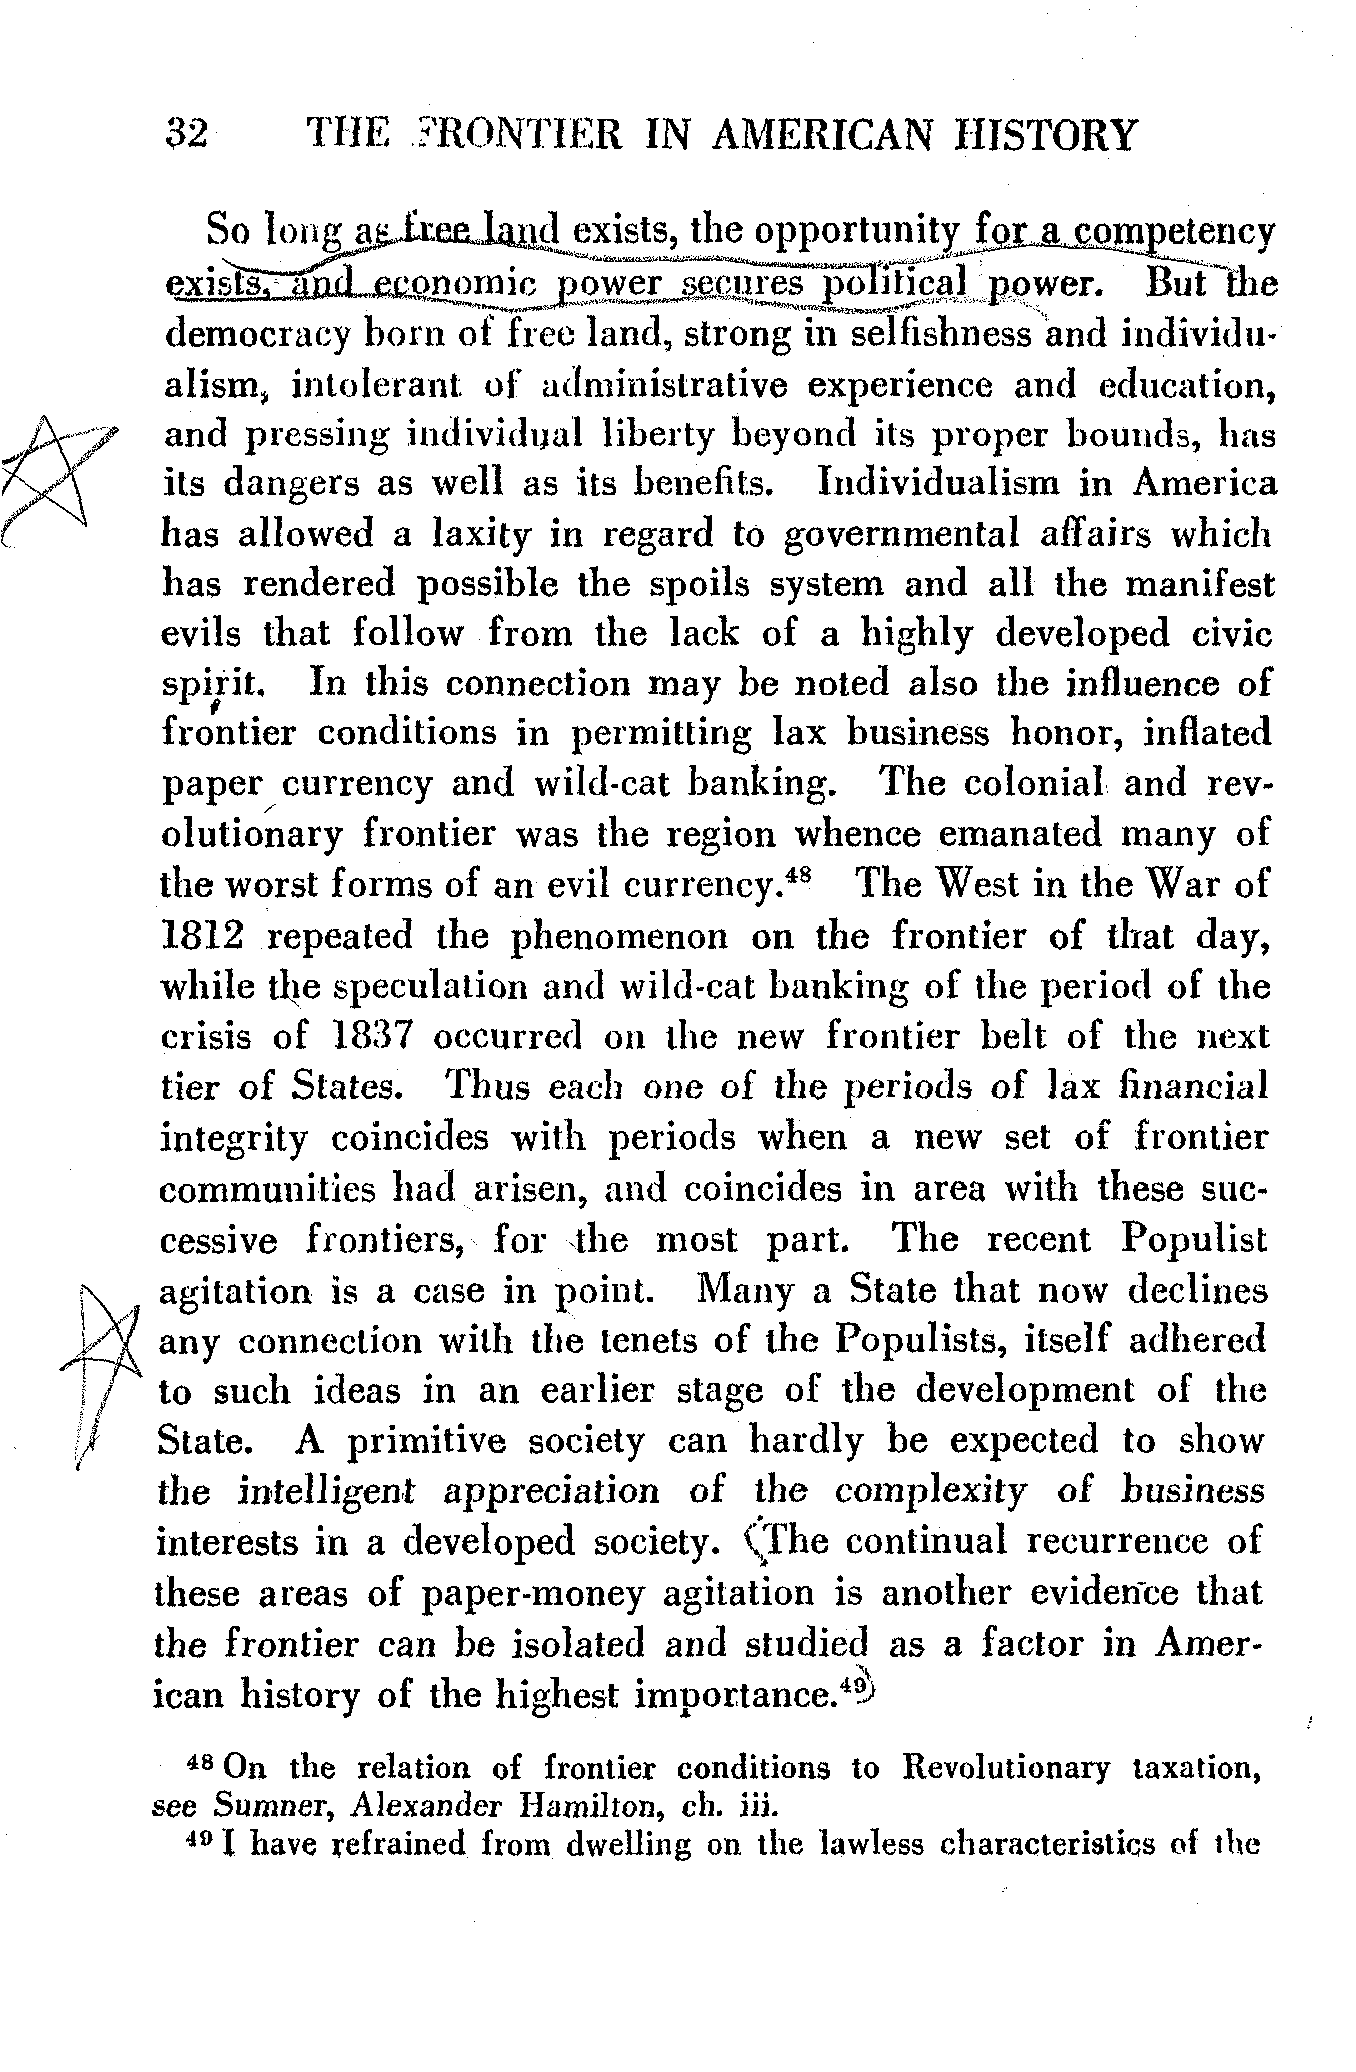 32 THE FRONTIER IN AMERICAN HISTORY
So long as free land exists, the opportunity for a competency
exists, and economic power secures political power. But the
democracy born of free land, strong in selfishness and individu-
alism, intolerant of administrative experience and education,
and pressing individual liberty beyond its proper bounds, has
its dangers as well as its benefits. Individualism in America
has allowed a laxity in regard to governmental affairs which
has rendered possible the spoils system and all the manifest
evils that follow from the lack of a highly developed civic
spirit. In this connection may be noted also the influence of
frontier conditions in permitting lax business honor, inflated
paper currency and wild-cat banking. The colonial and rev-
olutionary frontier was the region whence emanated many of
the worst forms of an evil currency.48 The West in the War of
1812 repeated the phenomenon on the frontier of that day,
while the speculation and wild-cat banking of the period of the
crisis of 1837 occurred on the new frontier belt of the next
tier of States. Thus each one of the periods of lax financial
integrity coincides with periods when a new set of frontier
communities had arisen, and coincides in area with these suc-
cessive frontiers, for the most part. The recent Populist
agitation is a case in point. Many a State that now declines
any connection with the tenets of the Populists, itself adhered
to such ideas in an earlier stage of the development of the
State. A primitive society can hardly be expected to show
the intelligent appreciation of the complexity of business
interests in a developed society. (The continual recurrence of
these areas of paper-money agitation is another evidence that
the frontier can be isolated and studied as a factor in Amer-
ican history of the highest importance.49)
48 On the relation of frontier conditions to Revolutionary taxation,
see Sumner, Alexander Hamilton, ch. iii.
49 I have refrained from dwelling on the lawless characteristics of the